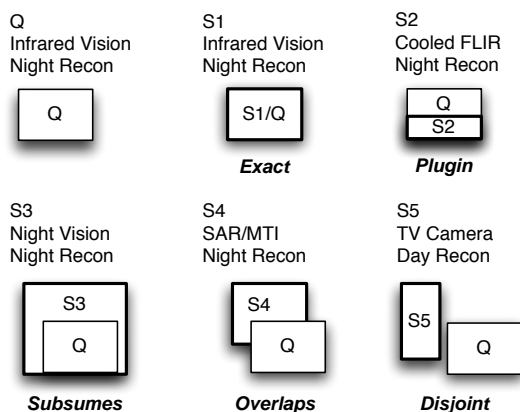 Q
Infrared Vision
Night Recon
Q
S1
Infrared Vision
Night Recon
S1/Q
Exact
S2
Cooled FLIR
Night Recon
Q
S2
Plugin
S3
Night Vision
Night Recon
S3
Q
Subsumes
S4
SAR/MTI
Night Recon
S4
Q
Overlaps
S5
TV Camera
Day Recon
S5
Q
Disjoint